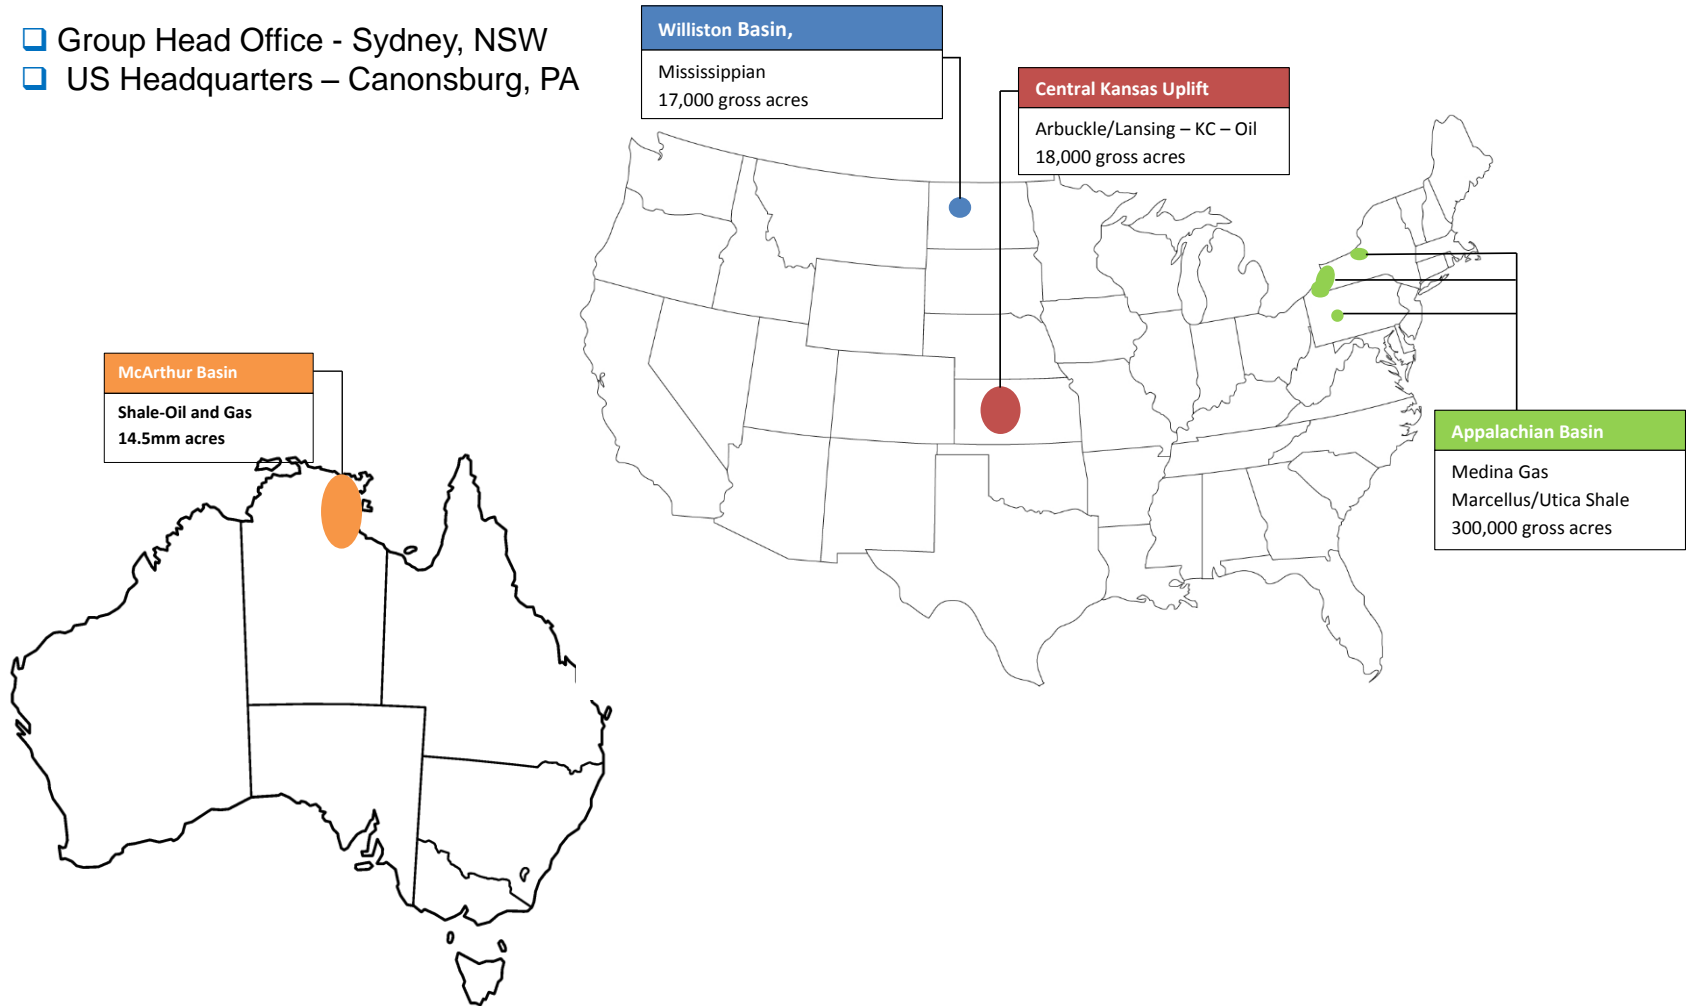 Group Head Office - Sydney, NSW
US Headquarters – Canonsburg, PA
Williston Basin,
Mississippian
17,000 gross acres
Central Kansas Uplift
Arbuckle/Lansing – KC – Oil
18,000 gross acres
McArthur Basin
Shale-Oil and Gas
14.5mm acres
Appalachian Basin
Medina Gas
Marcellus/Utica Shale
300,000 gross acres